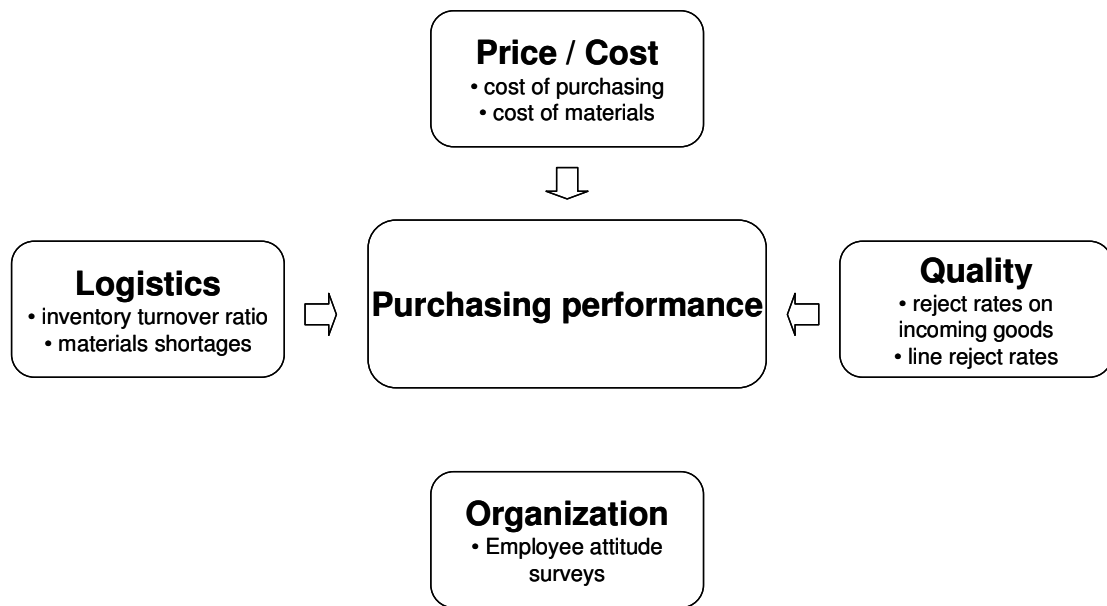 Price / Cost
• cost of purchasing
• cost of materials
Logistics
• inventory turnover ratio
• materials shortages
Purchasing performance
Quality
• reject rates on
incoming goods
• line reject rates
Organization
• Employee attitude
surveys